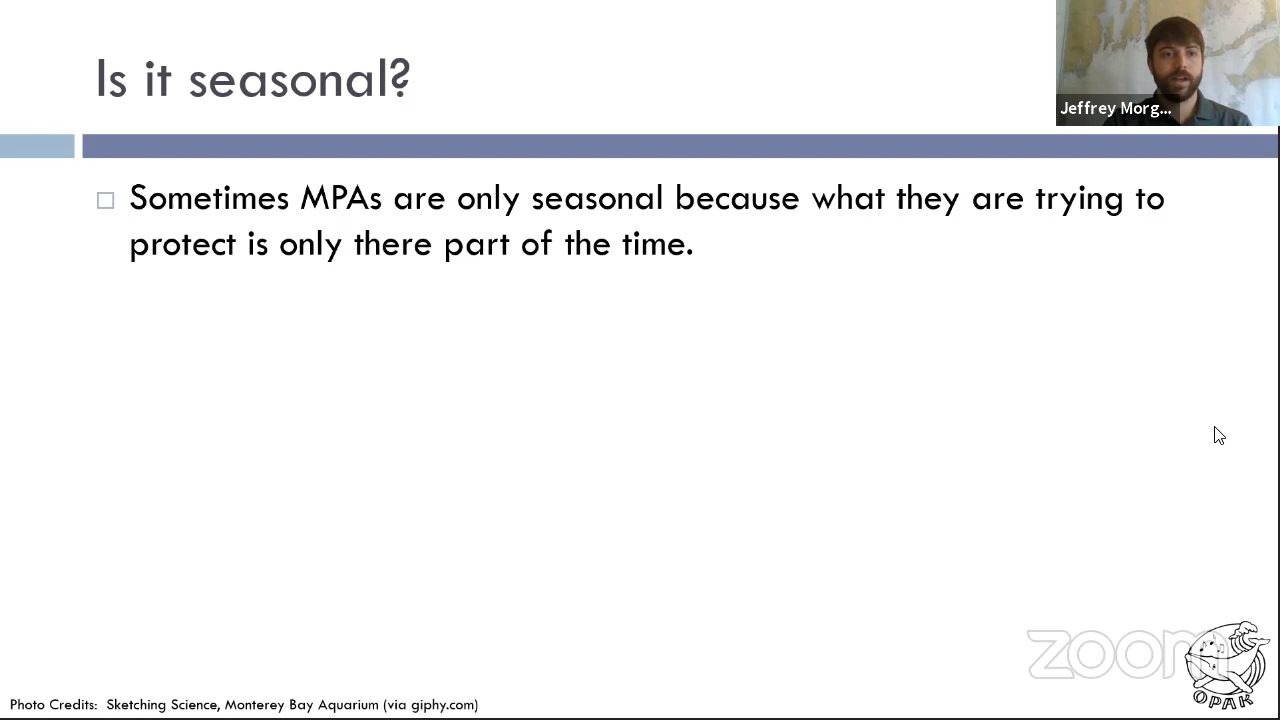 Is it seasonal?
Jeffrey Morg...
Sometimes MPAs are only seasonal because what they are trying to
protect is only there part of the time.
zoom
OPAK
Photo Credits: Sketching Science, Monterey Bay Aquarium (via giphy.com)